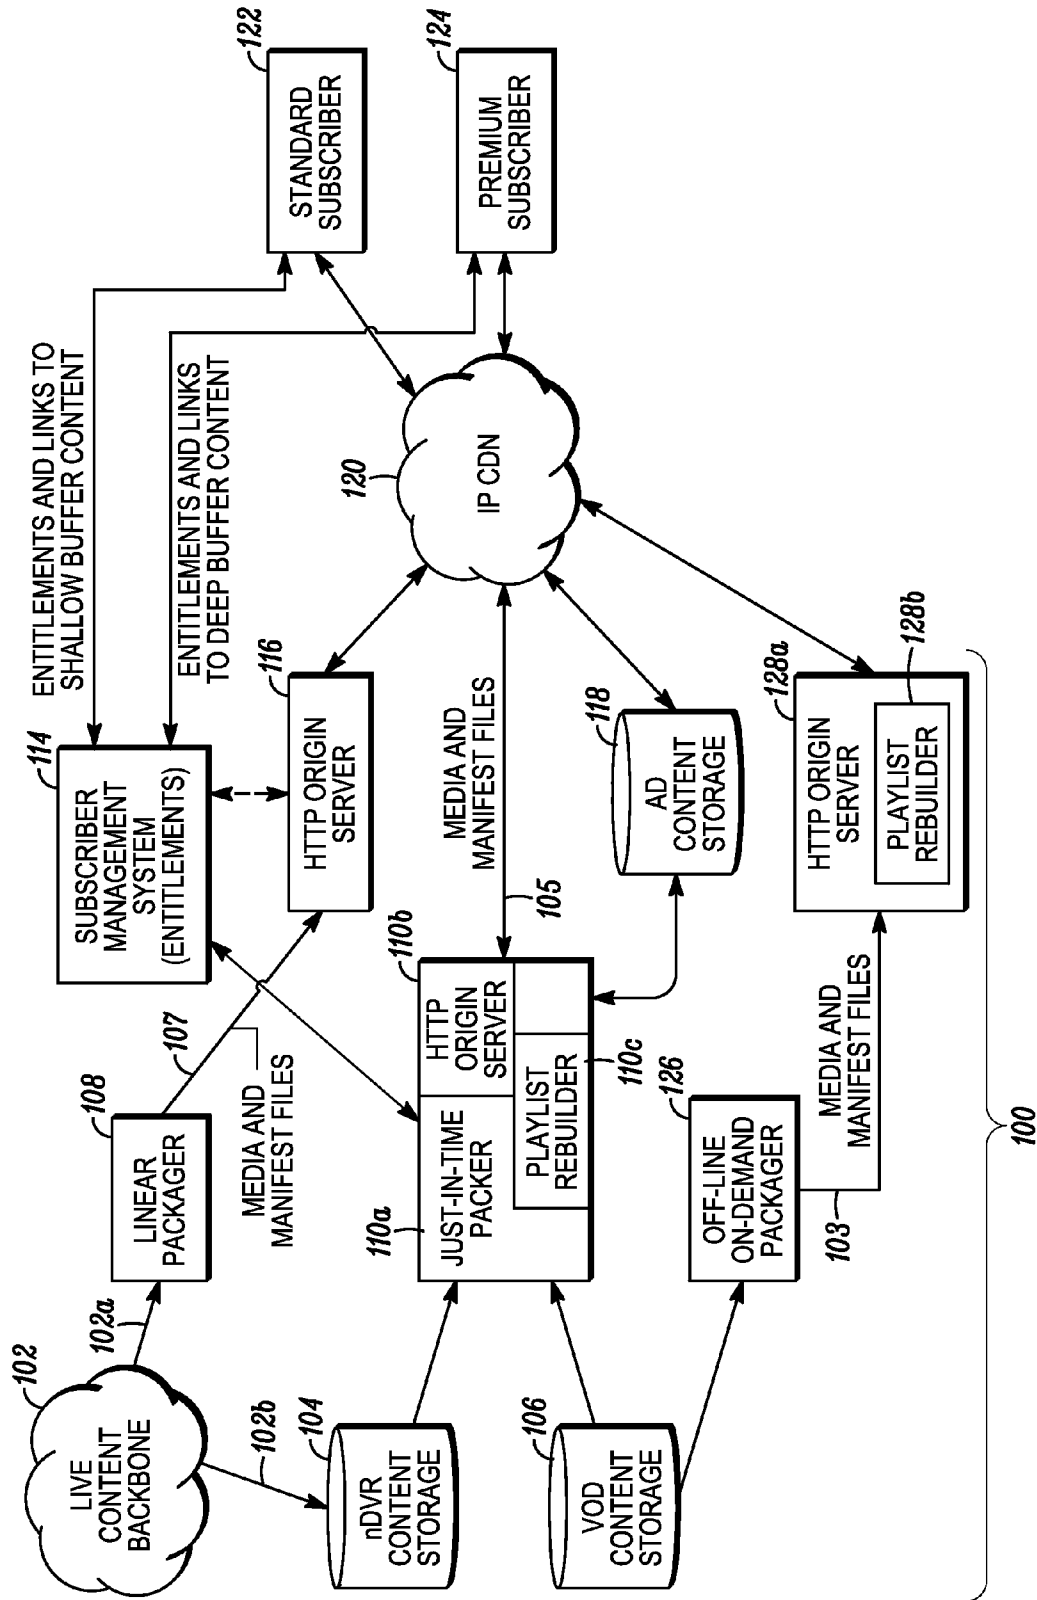 102
LIVE
CONTENT
BACKBONE
102a
102b
108
LINEAR
PACKAGER
107
MEDIA AND
MANIFEST FILES
104
nDVR
CONTENT
STORAGE
106
VOD
CONTENT
STORAGE
110a
JUST-IN-TIME
PACKER
110b
HTTP
ORIGIN
SERVER
PLAYLIST
REBUILDER
110c
126
OFF-LINE
ON-DEMAND
PACKAGER
103
MEDIA AND
MANIFEST FILES
114
SUBSCRIBER
MANAGEMENT
SYSTEM
(ENTITLEMENTS)
116
HTTP ORIGIN
SERVER
105
MEDIA AND
MANIFEST FILES
118
AD
CONTENT
STORAGE
128a
HTTP ORIGIN
SERVER
PLAYLIST
REBUILDER
128b
ENTITLEMENTS AND LINKS TO
SHALLOW BUFFER CONTENT
ENTITLEMENTS AND LINKS
TO DEEP BUFFER CONTENT
120
IP CDN
122
STANDARD
SUBSCRIBER
124
PREMIUM
SUBSCRIBER
100